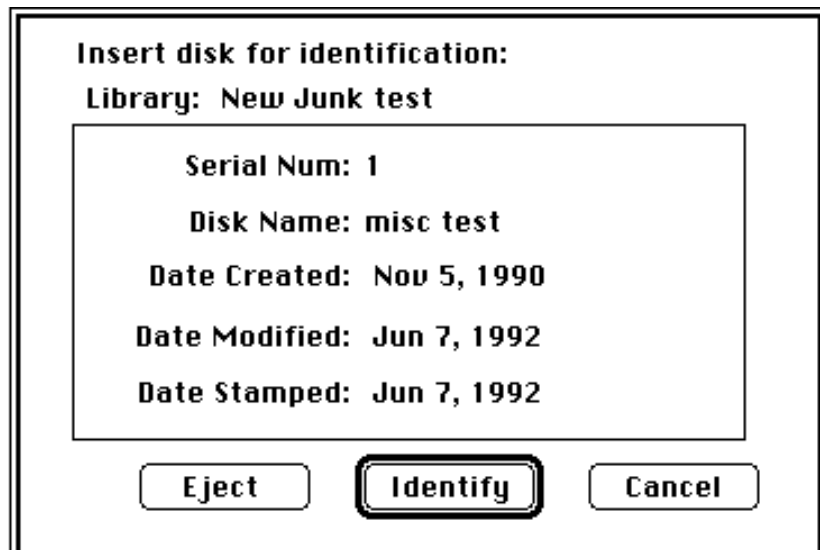 Insert disk for identification:
Library: New Junk test
Serial Num: 1
Disk Name: misc test
Date Created: Nov 5, 1990
Date Modified: Jun 7, 1992
Date Stamped: Jun 7, 1992
Eject Identify Cancel